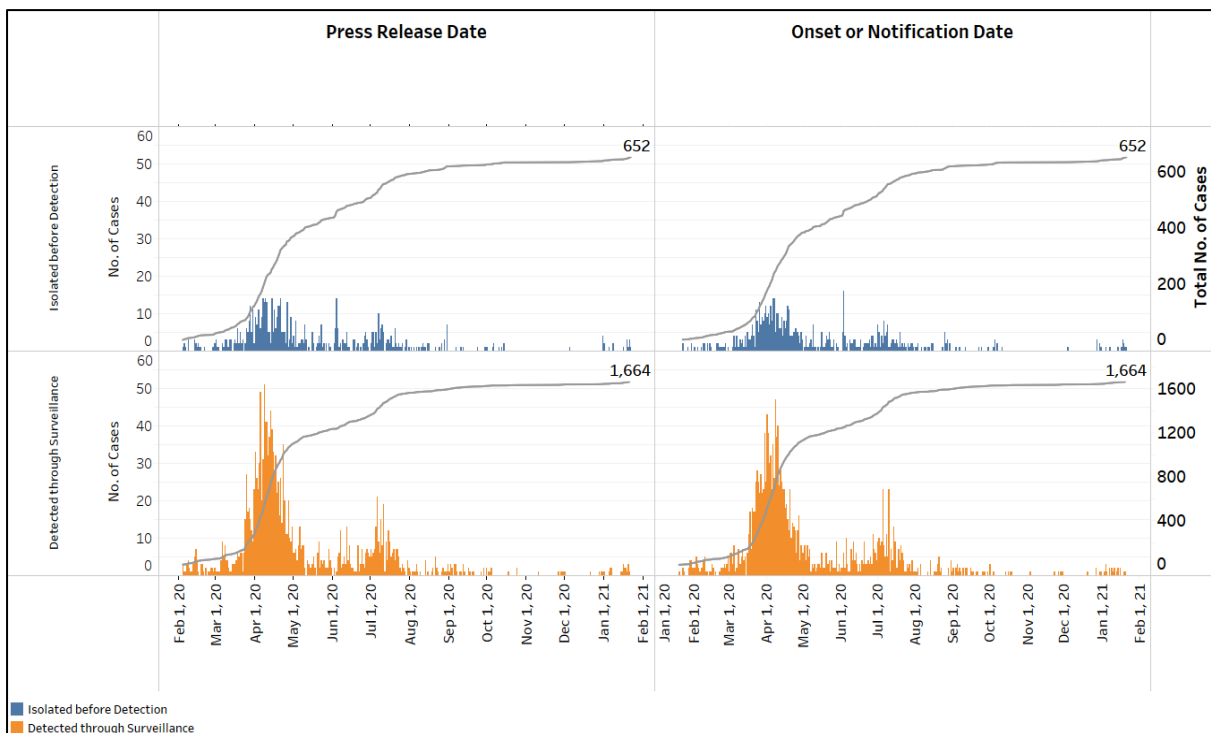 Press Release Date
Onset or Notification Date
Isolated before Detection
No. of Cases
60
50
40
30
20
10
0
652
652
600
400
200
0
Total No. of Cases
Detected through Surveillance
No. of Cases
60
50
40
30
20
10
0
1,664
1,664
1600
1200
800
400
0
Feb 1, 20
Mar 1, 20
Apr 1, 20
May 1, 20
Jun 1, 20
Jul 1, 20
Aug 1, 20
Sep 1, 20
Oct 1, 20
Nov 1, 20
Dec 1, 20
Jan 1, 21
Feb 1, 21
Jan 1, 20
Feb 1, 20
Mar 1, 20
Apr 1, 20
May 1, 20
Jun 1, 20
Jul 1, 20
Aug 1, 20
Sep 1, 20
Oct 1, 20
Nov 1, 20
Dec 1, 20
Jan 1, 21
Feb 1, 21
Isolated before Detection
Detected through Surveillance